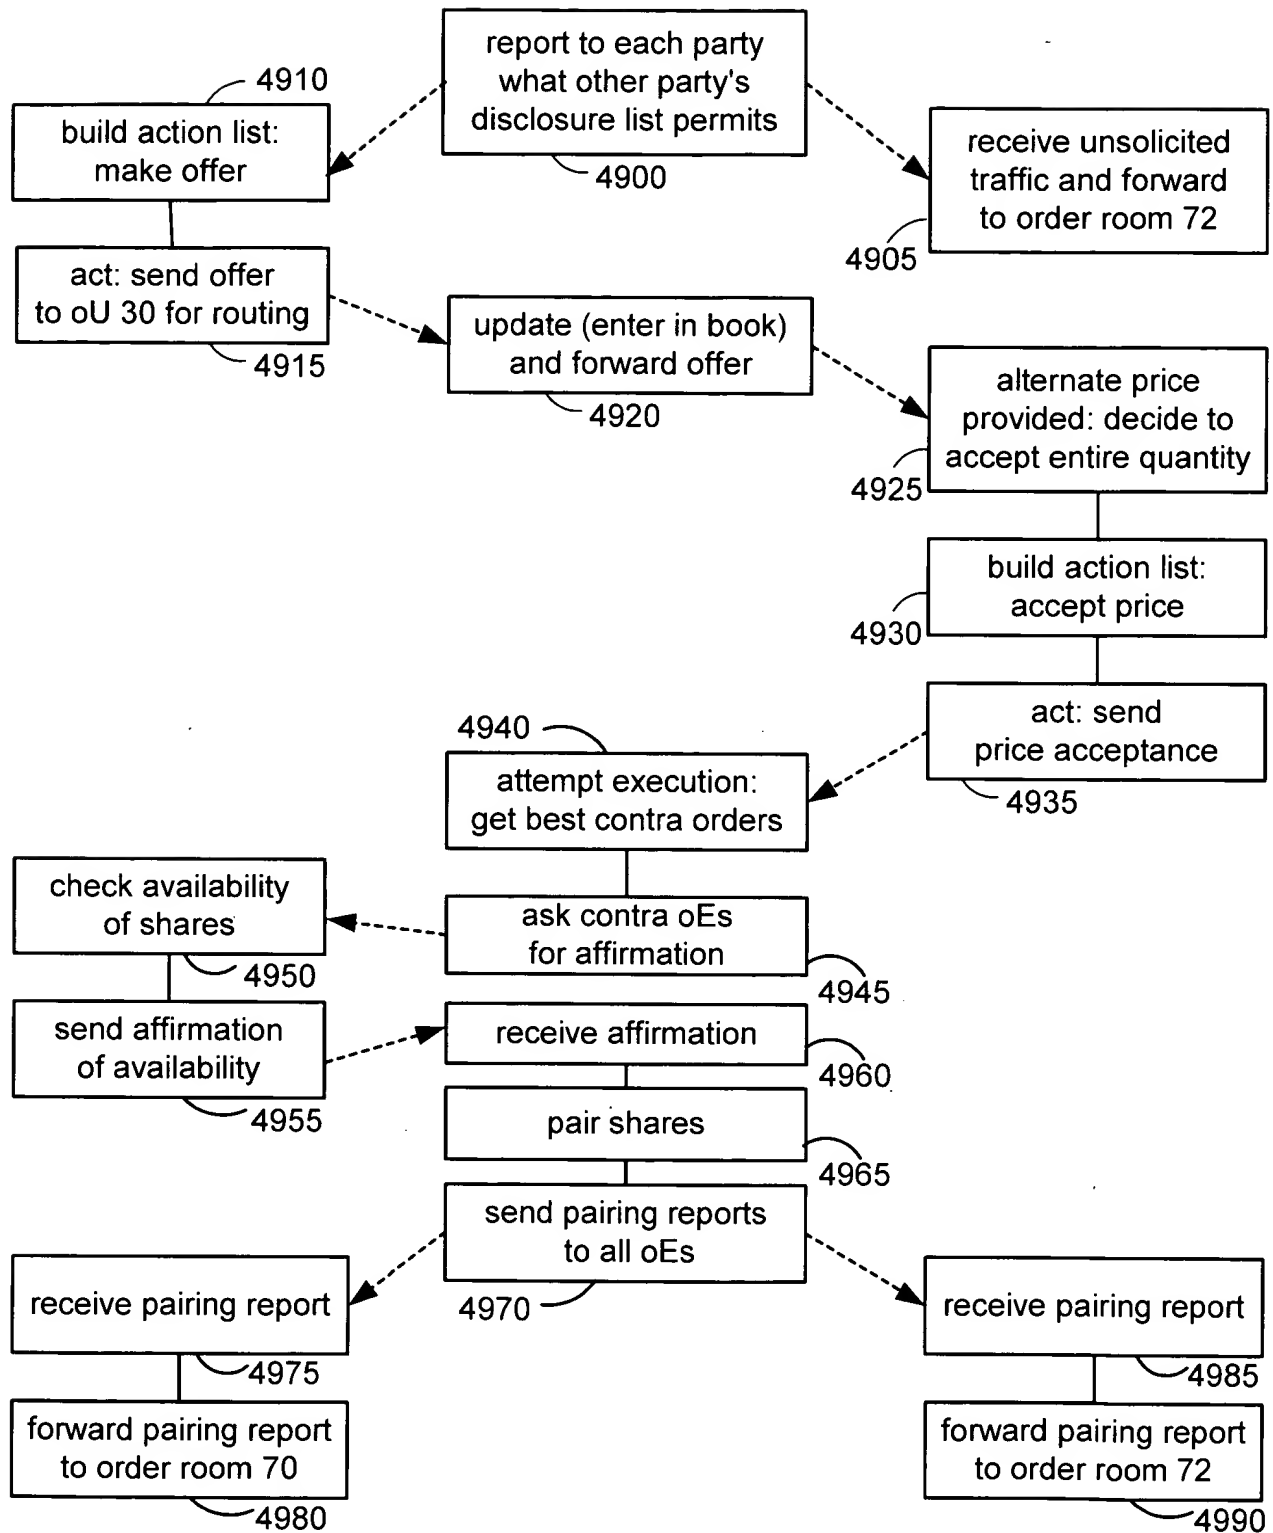 report to each party
what other party's
disclosure list permits
4900
4910
build action list:
make offer
receive unsolicited
traffic and forward
to order room 72
4905
act: send offer
to oU 30 for routing
4915
update (enter in book)
and forward offer
4920
alternate price
provided: decide to
accept entire quantity
4925
build action list:
accept price
4930
act: send
price acceptance
4935
4940
attempt execution:
get best contra orders
ask contra oEs
for affirmation
4945
check availability
of shares
4950
send affirmation
of availability
4955
receive affirmation
4960
pair shares
4965
send pairing reports
to all oEs
4970
receive pairing report
4975
forward pairing report
to order room 70
4980
receive pairing report
4985
forward pairing report
to order room 72
4990